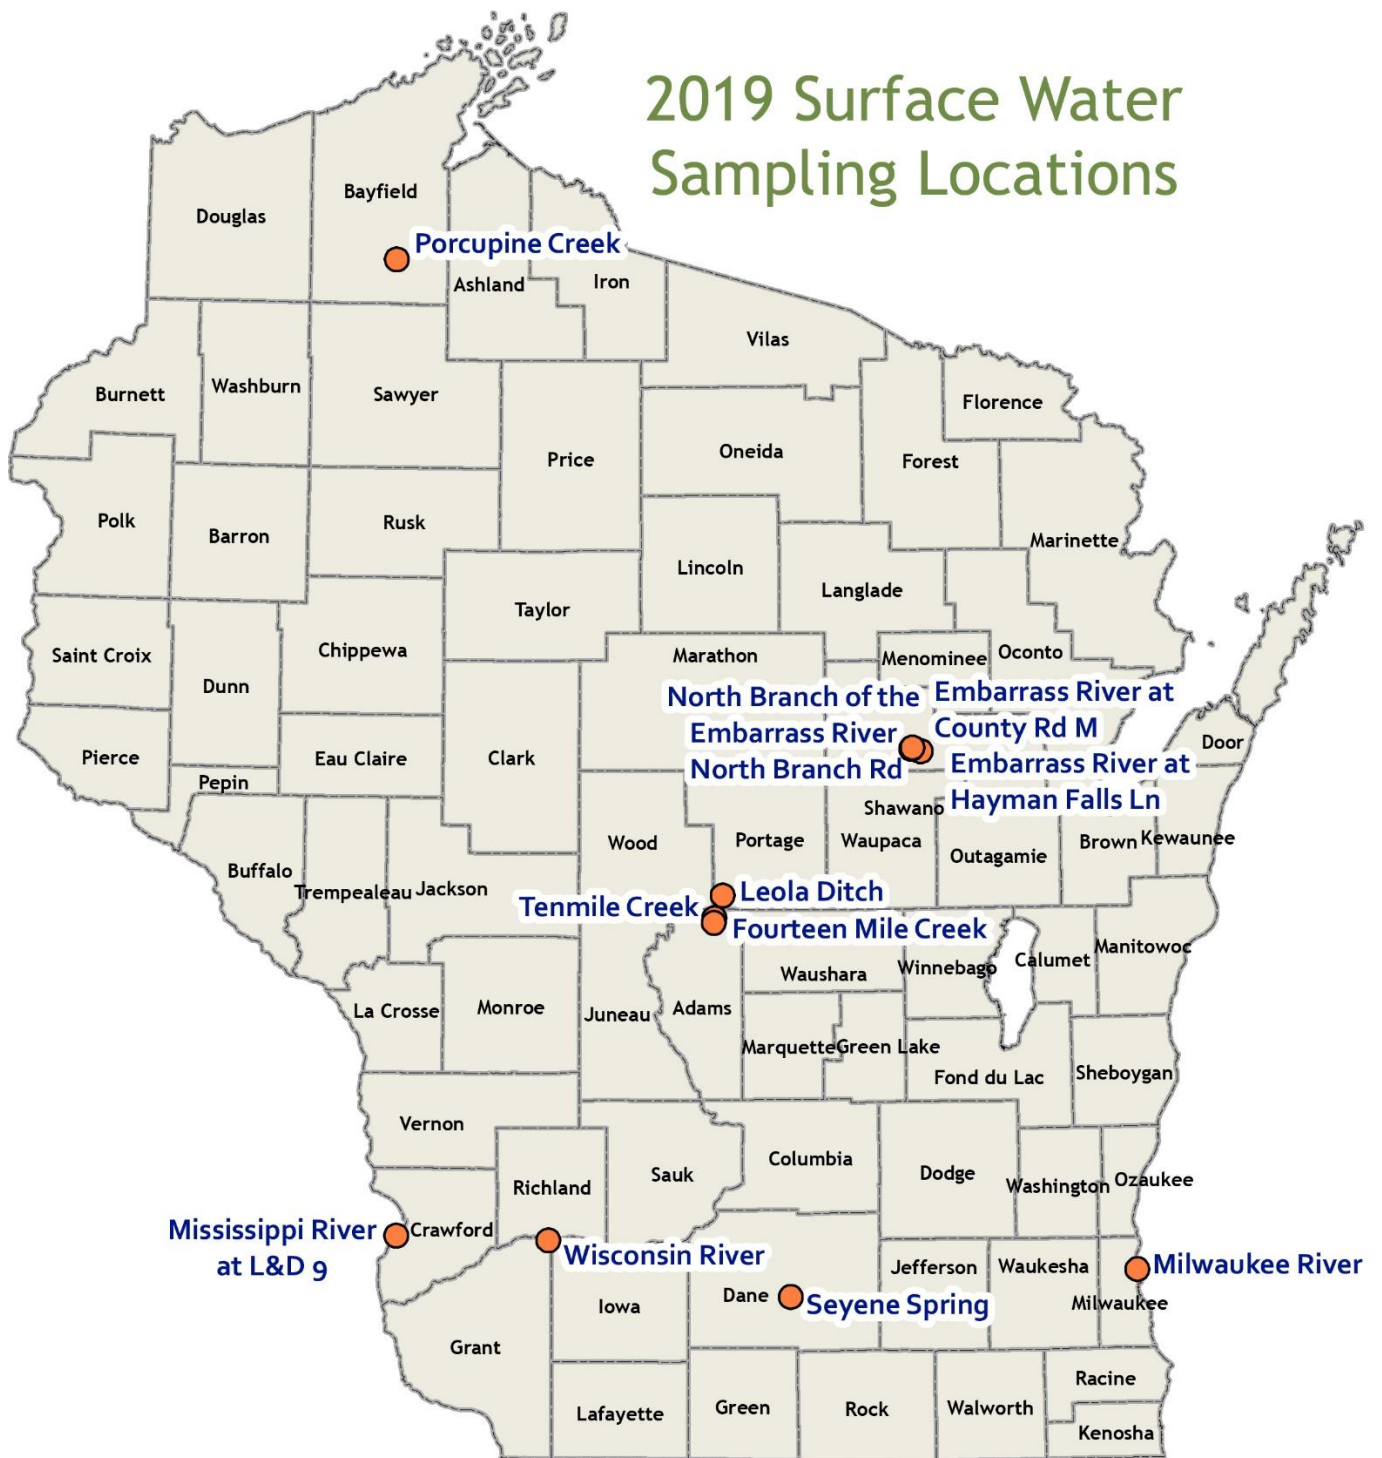 2019 Surface Water
Sampling Locations
Bayfield
Douglas
Porcupine Creek
Ashland
Iron
Vilas
Burnett
Washburn
Sawyer
Florence
Price
Oneida
Forest
Polk
Barron
Rusk
Marinette
Lincoln
Langlade
Taylor
Saint Croix
Chippewa
Marathon
Menominee
Oconto
Dunn
North Branch of the
Embarrass River
North Branch Rd
Embarrass River at
County Rd M
Embarrass River at
Hayman Falls Ln
Door
Pierce
Eau Claire
Clark
Pepin
Shawano
Wood
Portage
Waupaca
Outagamie
Brown
Kewaunee
Buffalo
Trempealeau
Jackson
Leola Ditch
Tenmile Creek
Fourteen Mile Creek
Waushara
Winnebago
Calumet
Manitowoc
La Crosse
Monroe
Juneau
Adams
Marquette
Green Lake
Fond du Lac
Sheboygan
Vernon
Richland
Sauk
Columbia
Dodge
Washington
Ozaukee
Mississippi River
at L&D 9
Crawford
Wisconsin River
Jefferson
Waukesha
Milwaukee River
Dane
Seyene Spring
Milwaukee
Iowa
Grant
Racine
Lafayette
Green
Rock
Walworth
Kenosha